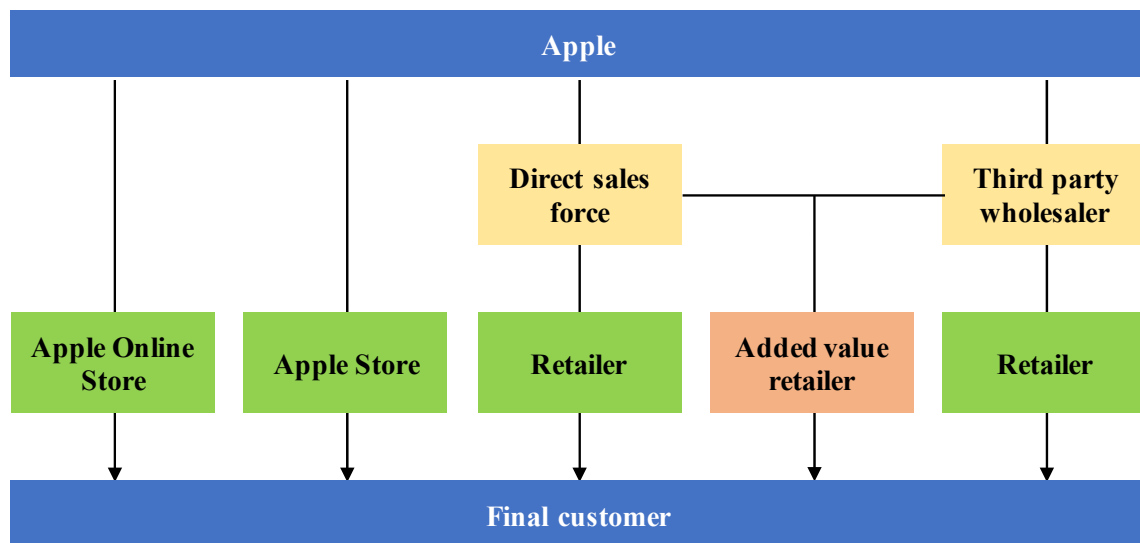 Apple
Direct sales
force
Third party
wholesaler
Apple Online
Store
Apple Store
Retailer
Added value
retailer
Retailer
Final customer